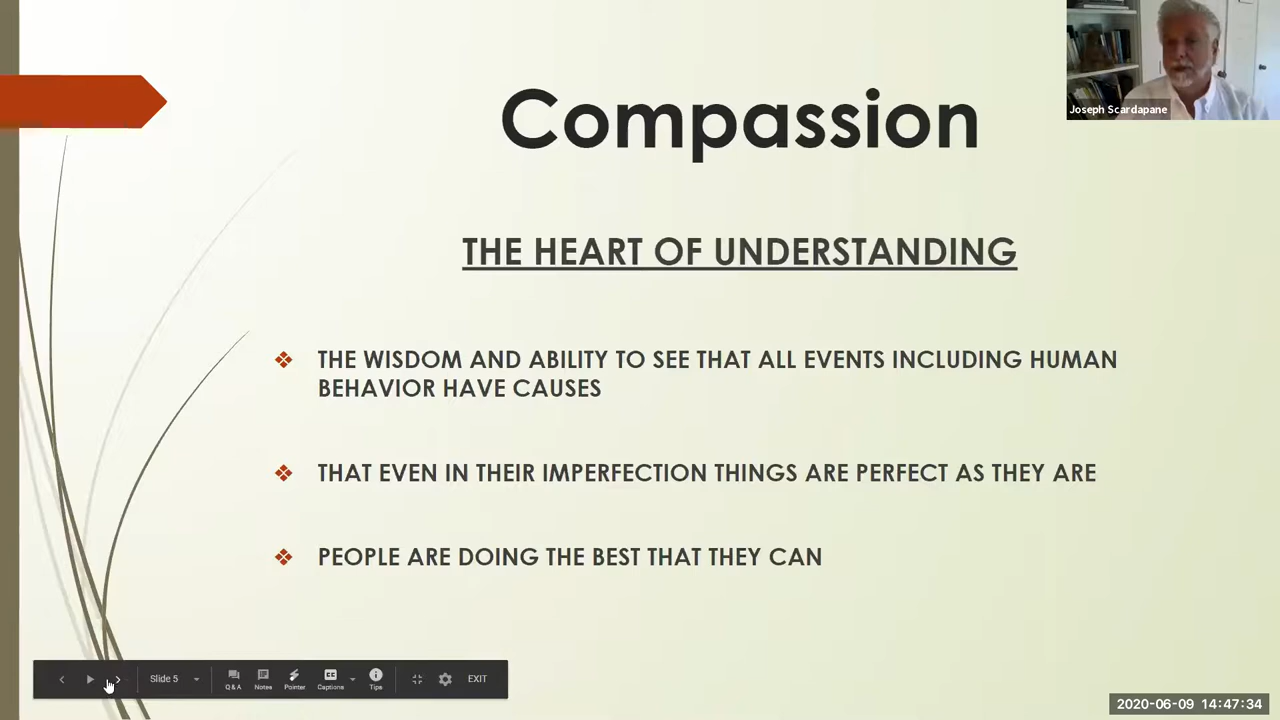 Compassion
Joseph Scardapane
THE HEART OF UNDERSTANDING
THE WISDOM AND ABILITY TO SEE THAT ALL EVENTS INCLUDING HUMAN
BEHAVIOR HAVE CAUSES
THAT EVEN IN THEIR IMPERFECTION THINGS ARE PERFECT AS THEY ARE
PEOPLE ARE DOING THE BEST THAT THEY CAN
Slide 5
Q&A
Notes
Pointer
Captions
Tips
EXIT
2020-06-09 14:47:34